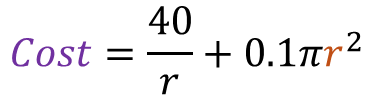 Cost = 40/r + 0.1πr²